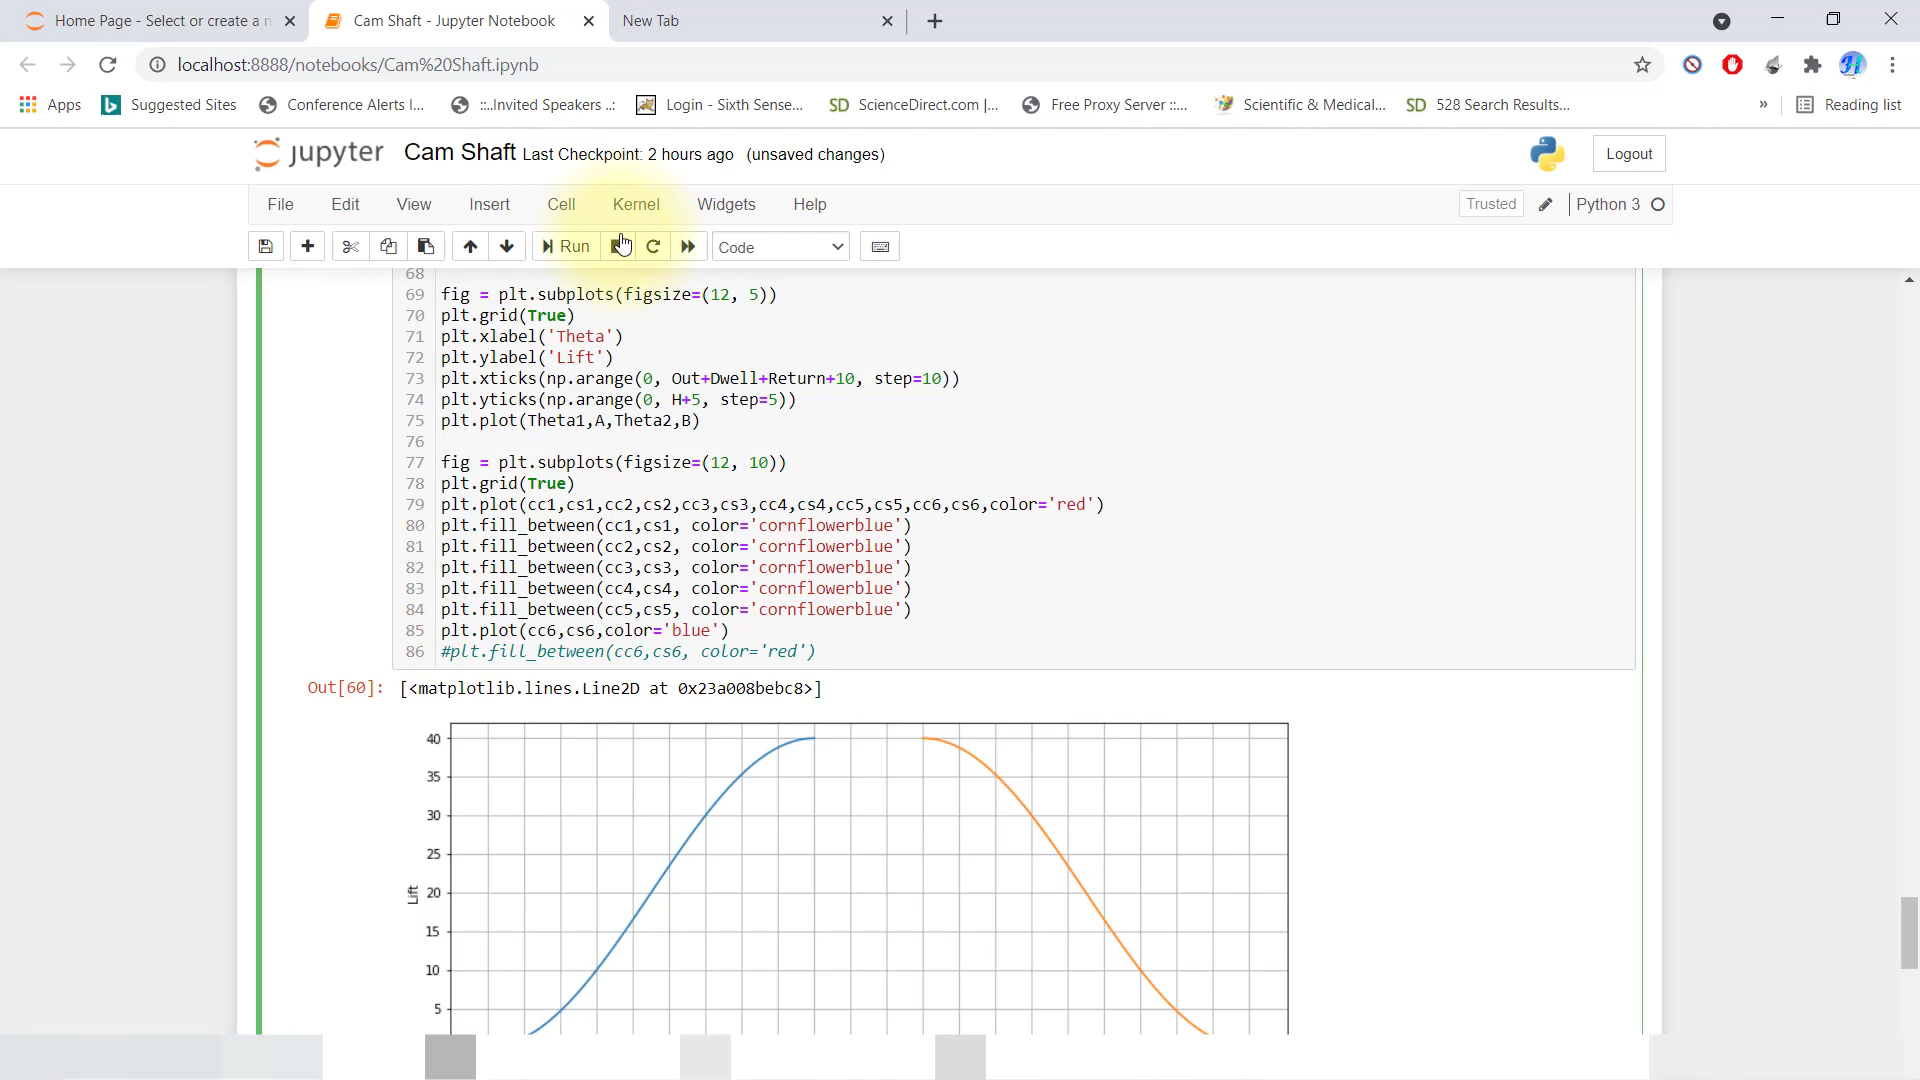 Home Page - Select or create a n
Cam Shaft - Jupyter Notebook
New Tab
localhost:8888/notebooks/Cam%20Shaft.ipynb
Apps
Suggested Sites
Conference Alerts I...
::..Invited Speakers ..:
Login - Sixth Sense...
SD ScienceDirect.com |...
Free Proxy Server ::...
Scientific & Medical...
SD 528 Search Results...
»
Reading list
jupyter Cam Shaft Last Checkpoint: 2 hours ago (unsaved changes)
Logout
File Edit View Insert Cell Kernel Widgets Help
Trusted
Python 3
Run
Code
68
69 fig = plt.subplots(figsize=(12, 5))
70 plt.grid(True)
71 plt.xlabel('Theta')
72 plt.ylabel('Lift')
73 plt.xticks(np.arange(0, Out+Dwell+Return+10, step=10))
74 plt.yticks(np.arange(0, H+5, step=5))
75 plt.plot(Theta1,A,Theta2,B)
76
77 fig = plt.subplots(figsize=(12, 10))
78 plt.grid(True)
79 plt.plot(cc1,cs1,cc2,cs2,cc3,cs3,cc4,cs4,cc5,cs5,cc6,cs6,color='red')
80 plt.fill_between(cc1,cs1, color='cornflowerblue')
81 plt.fill_between(cc2,cs2, color='cornflowerblue')
82 plt.fill_between(cc3,cs3, color='cornflowerblue')
83 plt.fill_between(cc4,cs4, color='cornflowerblue')
84 plt.fill_between(cc5,cs5, color='cornflowerblue')
85 plt.plot(cc6,cs6,color='blue')
86 #plt.fill_between(cc6,cs6, color='red')
Out[60]: [<matplotlib.lines.Line2D at 0x23a008bebc8>]
40
35
30
25
Lift
20
15
10
5